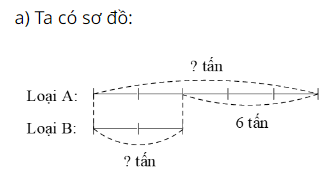 a) Ta có sơ đồ:
? tấn
Loại A:
6 tấn
Loại B:
? tấn